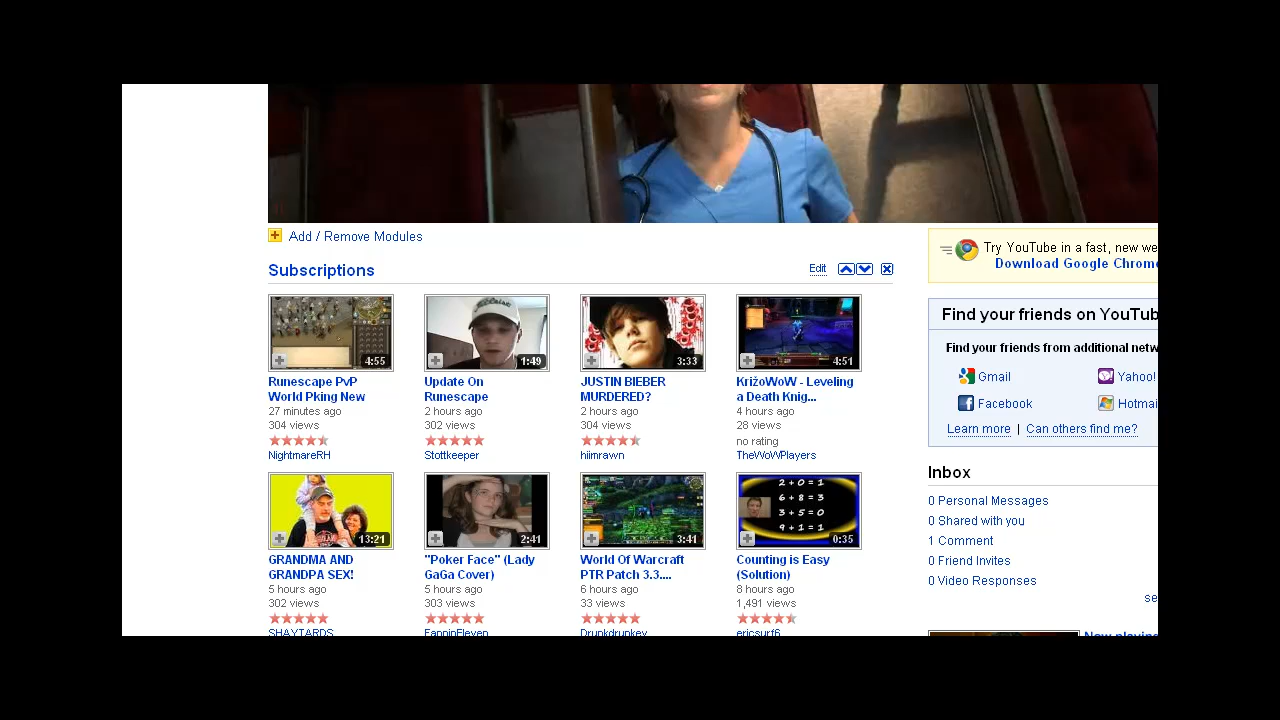 Add / Remove Modules
Subscriptions
Edit
4:55
1:49
3:33
4:51
Runescape PvP
World Pking New
27 minutes ago
304 views
NightmareRH
Update On
Runescape
2 hours ago
302 views
Stottkeeper
JUSTIN BIEBER
MURDERED?
2 hours ago
304 views
hiimrawn
KrižoWoW - Leveling
a Death Knig...
4 hours ago
28 views
no rating
TheWoWPlayers
13:21
2:41
3:41
2 + 0 = 1
6 + 8 = 3
3 + 5 = 0
9 + 1 = 1
0:35
GRANDMA AND
GRANDPA SEX!
5 hours ago
302 views
SHAYTARDS
"Poker Face" (Lady
GaGa Cover)
5 hours ago
303 views
FappinEleven
World Of Warcraft
PTR Patch 3.3....
6 hours ago
33 views
Drunkdrunkey
Counting is Easy
(Solution)
8 hours ago
1,491 views
ericsurf6
Try YouTube in a fast, new we
Download Google Chrome
Find your friends on YouTub
Find your friends from additional netw
Gmail
Yahoo!
Facebook
Hotmai
Learn more | Can others find me?
Inbox
0 Personal Messages
0 Shared with you
1 Comment
0 Friend Invites
0 Video Responses
se
Now playing